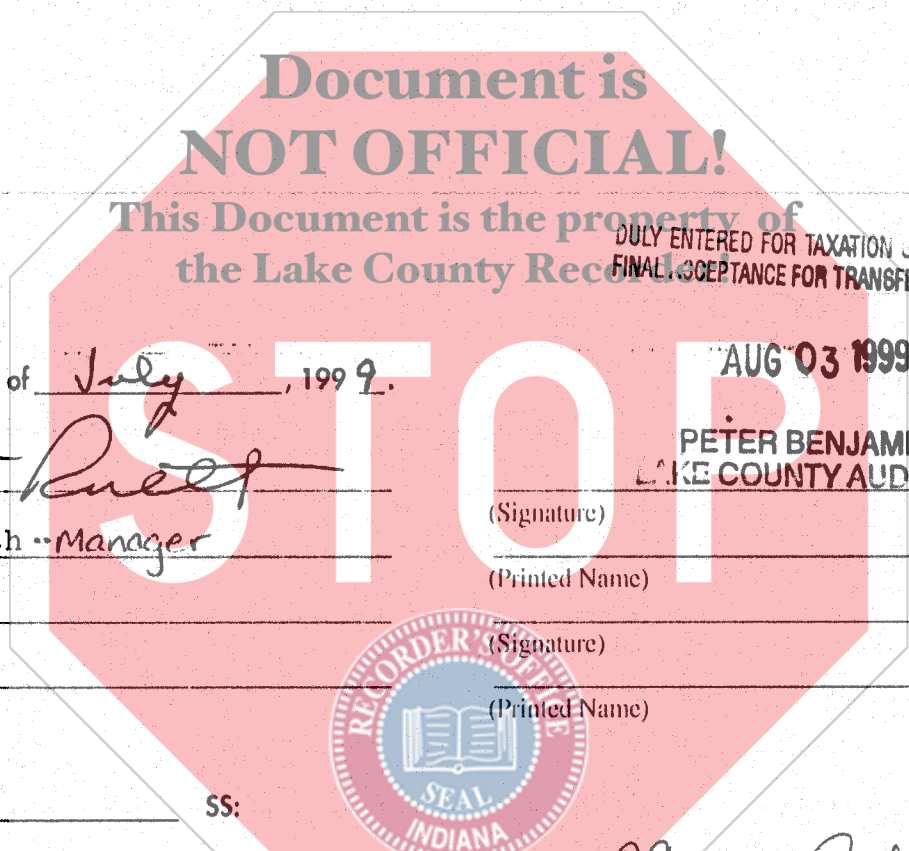 Document is
NOT OFFICIAL!
This Document is the property of
the Lake County Recorder!
DULY ENTERED FOR TAXATION
FINAL ACCEPTANCE FOR TRANSFE
of July, 1999.
AUG 03 1999
STOP
PETER BENJAMI
LAKE COUNTY AUD
(Signature)
h - Manager
(Printed Name)
(Signature)
(Printed Name)
RECORDER'S OFFICE
SEAL
INDIANA
SS: